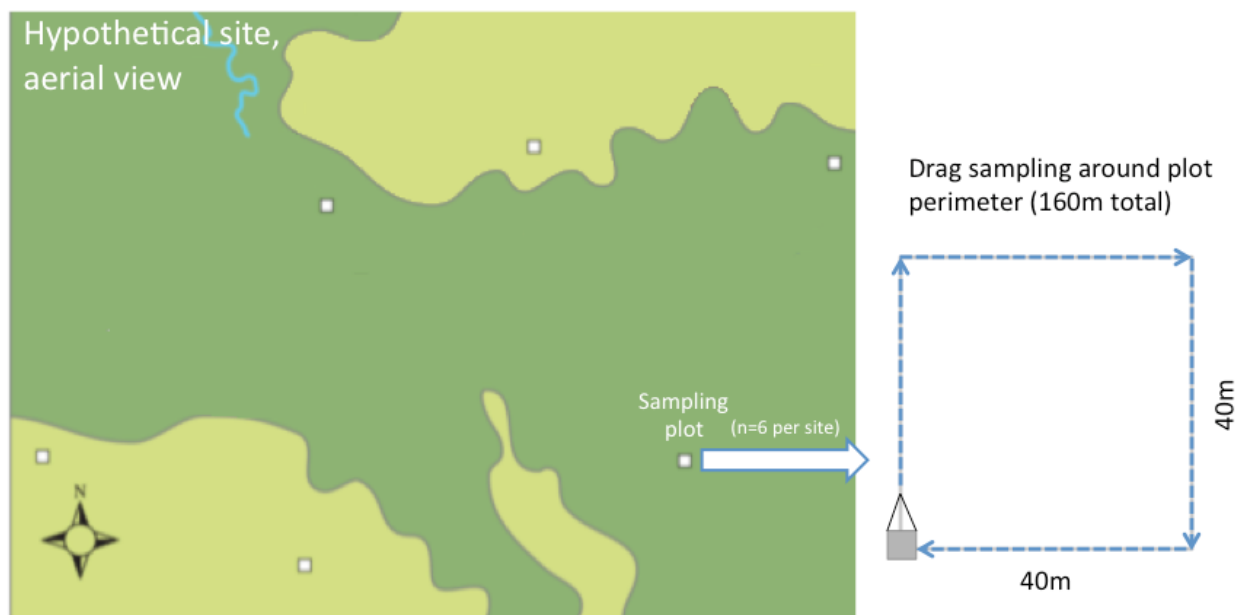 Hypothetical site,
aerial view
Drag sampling around plot
perimeter (160m total)
Sampling
plot
(n=6 per site)
40m
40m
N